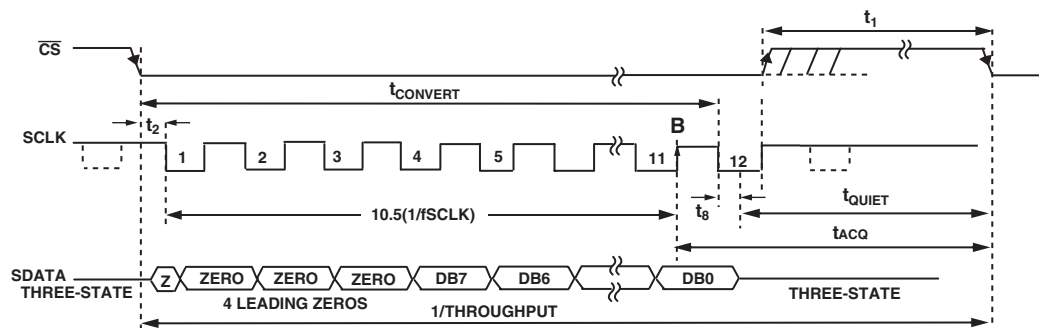 t1
CS
tCONVERT
t2
B
SCLK
1 2 3 4 5 11 12
t8
tQUIET
10.5(1/fSCLK)
tACQ
SDATA Z ZERO ZERO ZERO DB7 DB6 DB0
THREE-STATE THREE-STATE
4 LEADING ZEROS
1/THROUGHPUT